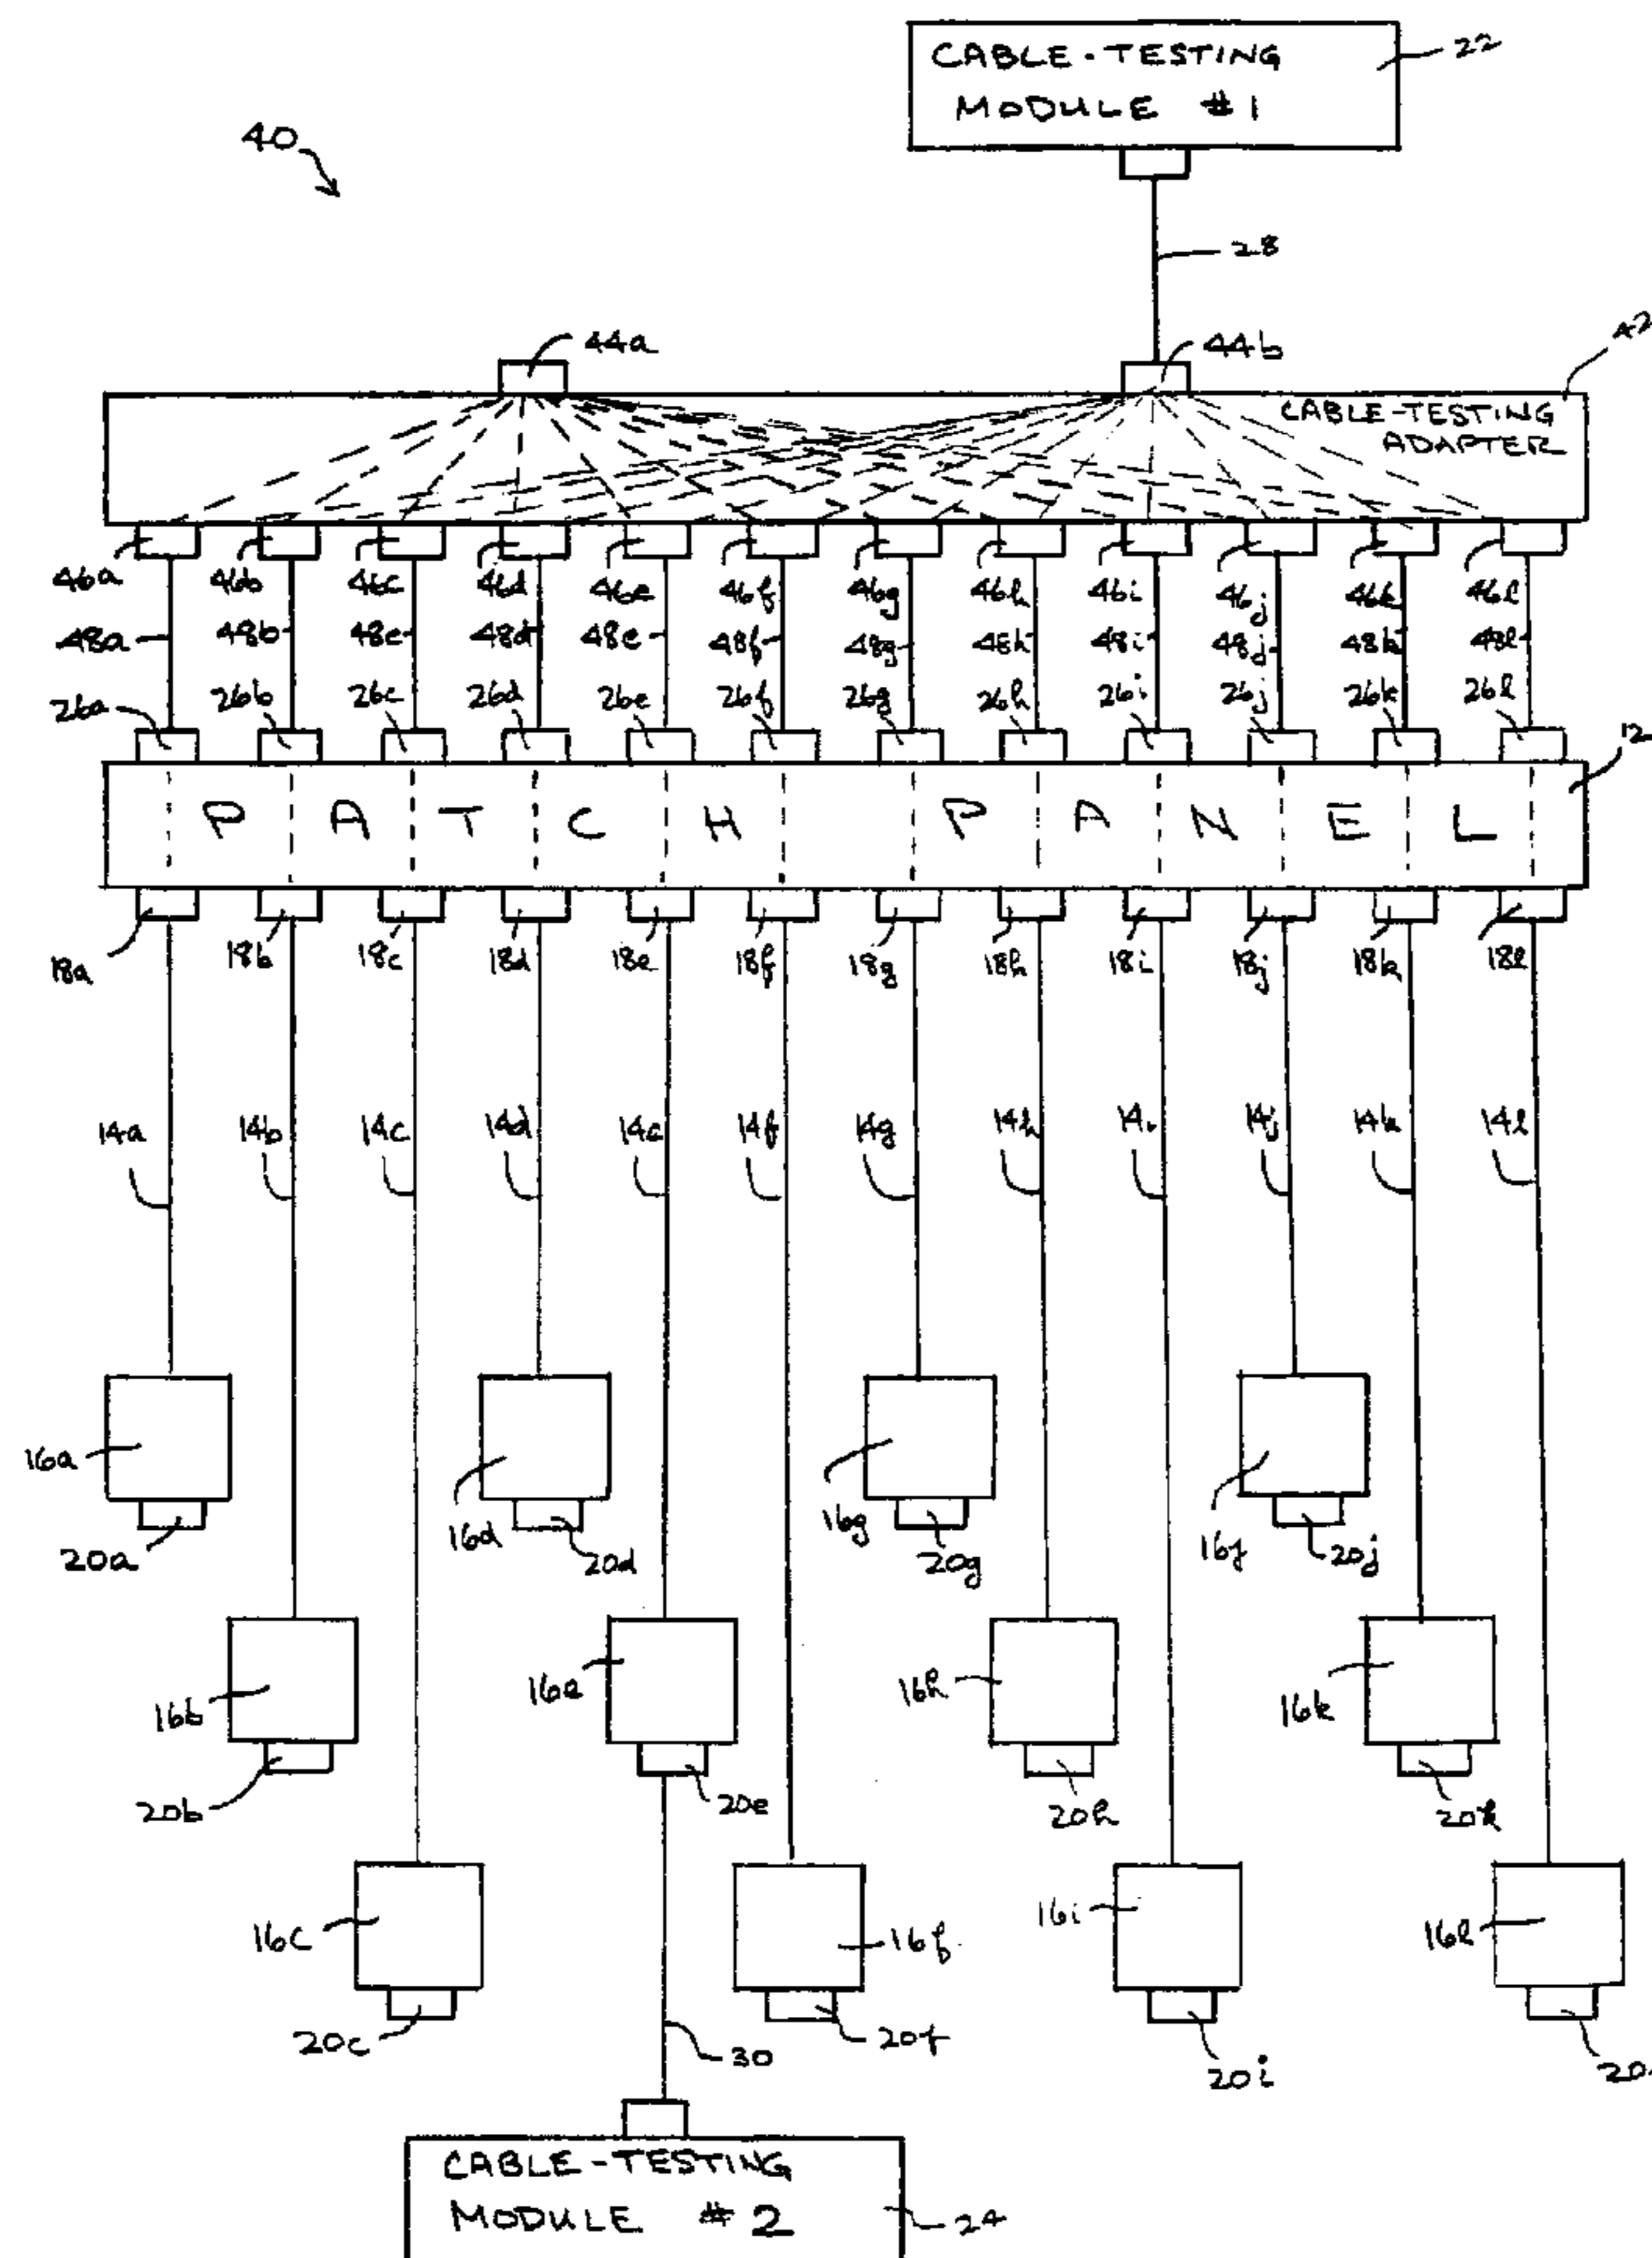 CABLE-TESTING
MODULE #1
22
40
28
44a
44b
CABLE-TESTING
ADAPTER
46a 46b 46c 46d 46e 46f 46g 46h 46i 46j 46k 46l
48a 48b 48c 48d 48e 48f 48g 48h 48i 48j 48k 48l
26a 26b 26c 26d 26e 26f 26g 26h 26i 26j 26k 26l
12
PATCH PANEL
18a 18b 18c 18d 18e 18f 18g 18h 18i 18j 18k 18l
14a 14b 14c 14d 14e 14f 14g 14h 14i 14j 14k 14l
16a 16d 16g 16j
20a 20d 20g 20j
16b 16e 16h 16k
20b 20e 20h 20k
16c 16f 16i 16l
20c 20f 20i
30
CABLE-TESTING
MODULE #2
24